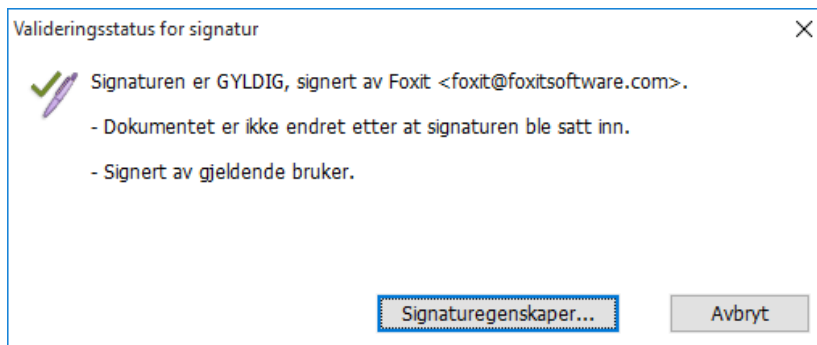 Valideringsstatus for signatur
Signaturen er GYLDIG, signert av Foxit <foxit@foxitsoftware.com>.
- Dokumentet er ikke endret etter at signaturen ble satt inn.
- Signert av gjeldende bruker.
Signaturegenskaper... Avbryt